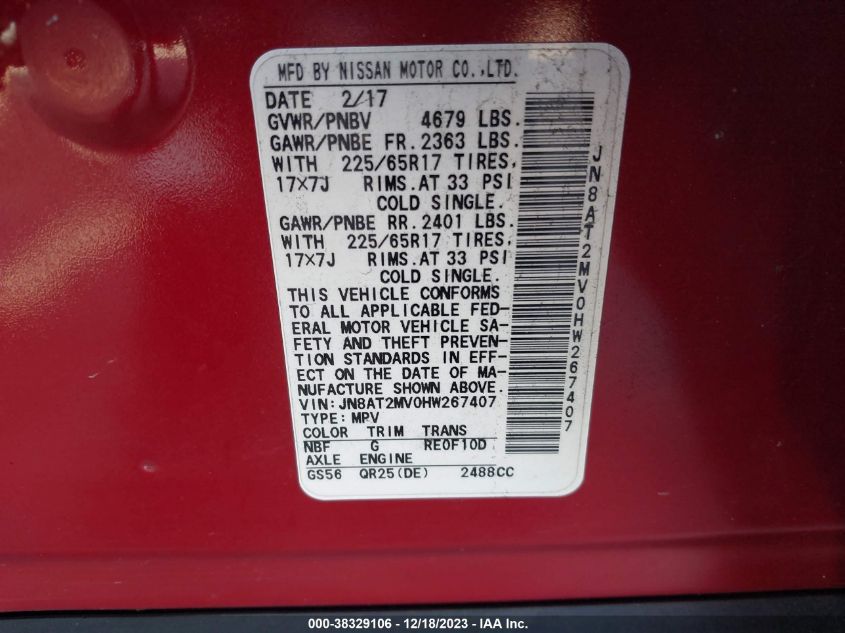 MFD BY NISSAN MOTOR CO.,LTD.
DATE 2/17
GVWR/PNBV 4679 LBS.
GAWR/PNBE FR. 2363 LBS.
WITH 225/65R17 TIRES,
17X7J RIMS. AT 33 PSI
COLD SINGLE.
GAWR/PNBE RR. 2401 LBS.
WITH 225/65R17 TIRES,
17X7J RIMS. AT 33 PSI
COLD SINGLE.
THIS VEHICLE CONFORMS
TO ALL APPLICABLE FED-
ERAL MOTOR VEHICLE SA-
FETY AND THEFT PREVEN-
TION STANDARDS IN EFF-
ECT ON THE DATE OF MA-
NUFACTURE SHOWN ABOVE.
VIN: JN8AT2MV0HW267407
TYPE: MPV
COLOR TRIM TRANS
NBF G RE0F10D
AXLE ENGINE
GS56 QR25(DE) 2488CC
JN8AT2MV0HW267407
000-38329106 - 12/18/2023 - IAA Inc.